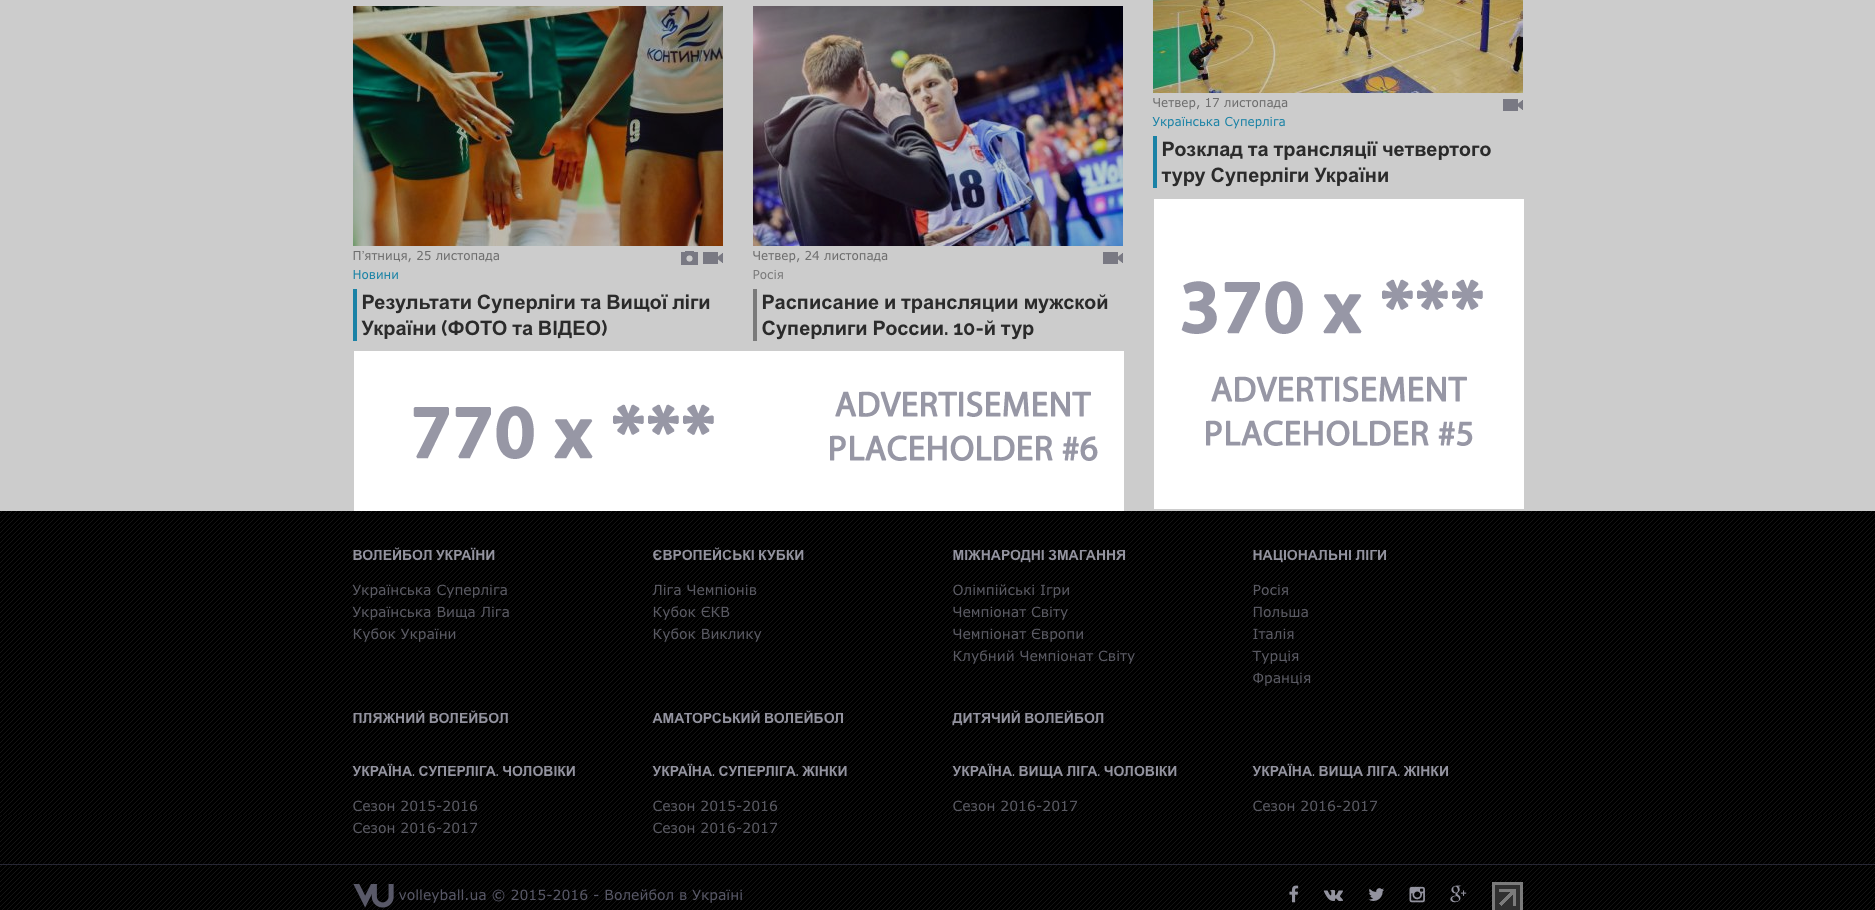 КОНТИНІУМ
9
18
П'ятниця, 25 листопада
Новини
Результати Суперліги та Вищої ліги
України (ФОТО та ВІДЕО)
Четвер, 24 листопада
Росія
Расписание и трансляции мужской
Суперлиги России. 10-й тур
Четвер, 17 листопада
Українська Суперліга
Розклад та трансляції четвертого
туру Суперліги України
370 x ***
ADVERTISEMENT
PLACEHOLDER #5
770 x ***
ADVERTISEMENT
PLACEHOLDER #6
ВОЛЕЙБОЛ УКРАЇНИ
Українська Суперліга
Українська Вища Ліга
Кубок України
ЄВРОПЕЙСЬКІ КУБКИ
Ліга Чемпіонів
Кубок ЄКВ
Кубок Виклику
МІЖНАРОДНІ ЗМАГАННЯ
Олімпійські Ігри
Чемпіонат Світу
Чемпіонат Європи
Клубний Чемпіонат Світу
НАЦІОНАЛЬНІ ЛІГИ
Росія
Польша
Італія
Турція
Франція
ПЛЯЖНИЙ ВОЛЕЙБОЛ
АМАТОРСЬКИЙ ВОЛЕЙБОЛ
ДИТЯЧИЙ ВОЛЕЙБОЛ
УКРАЇНА. СУПЕРЛІГА. ЧОЛОВІКИ
Сезон 2015-2016
Сезон 2016-2017
УКРАЇНА. СУПЕРЛІГА. ЖІНКИ
Сезон 2015-2016
Сезон 2016-2017
УКРАЇНА. ВИЩА ЛІГА. ЧОЛОВІКИ
Сезон 2016-2017
УКРАЇНА. ВИЩА ЛІГА. ЖІНКИ
Сезон 2016-2017
VU volleyball.ua © 2015-2016 - Волейбол в Україні